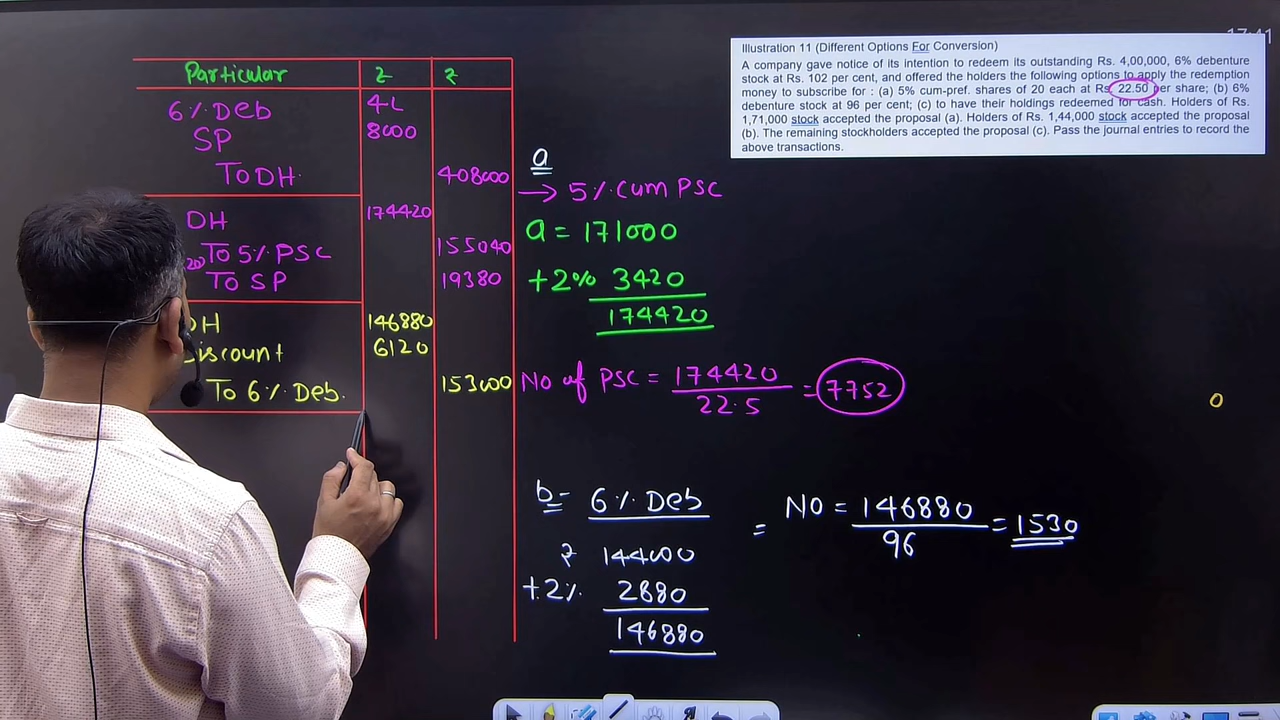 17:41
Illustration 11 (Different Options For Conversion)
A company gave notice of its intention to redeem its outstanding Rs. 4,00,000, 6% debenture
stock at Rs. 102 per cent, and offered the holders the following options to apply the redemption
money to subscribe for : (a) 5% cum-pref. shares of 20 each at Rs. 22.50 per share; (b) 6%
debenture stock at 96 per cent; (c) to have their holdings redeemed for cash. Holders of Rs.
1,71,000 stock accepted the proposal (a). Holders of Rs. 1,44,000 stock accepted the proposal
(b). The remaining stockholders accepted the proposal (c). Pass the journal entries to record the
above transactions.
Particular ₹ ₹
6% Deb 4L
SP 8000
To DH 408000
DH 174420
To 5% PSC 155040
To SP 19380
DH 146880
Discount 6120
To 6% Deb. 153000
a
→ 5% cum PSC
a = 171000
+2% 3420
174420
No of PSC = 174420 / 22.5 = 7752
b- 6% Deb
₹ 144000
+2% 2880
146880
= NO = 146880 / 96 = 1530